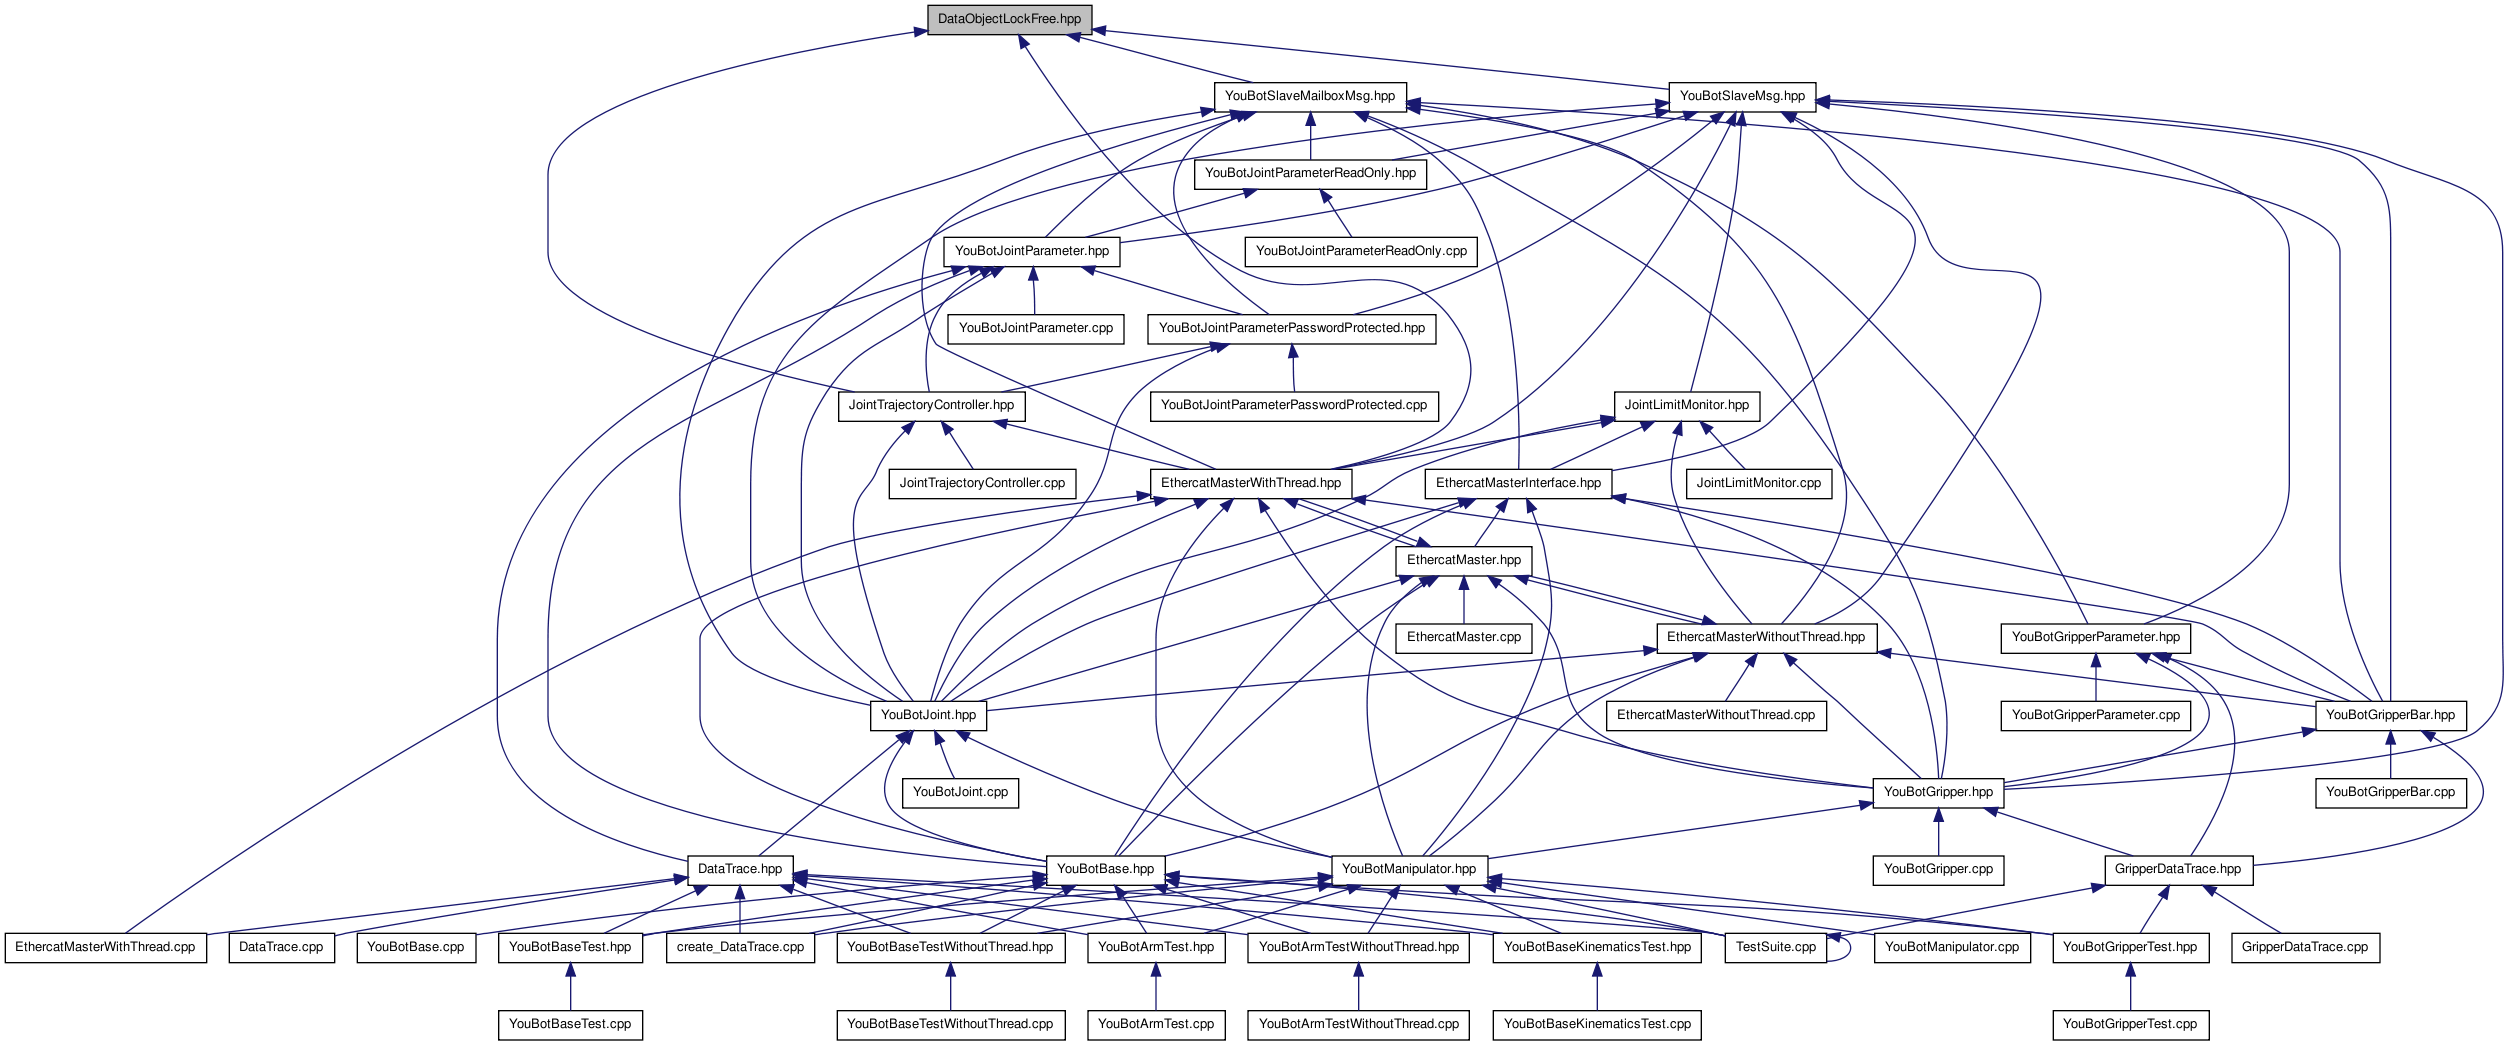 DataObjectLockFree.hpp
YouBotSlaveMailboxMsg.hpp
YouBotSlaveMsg.hpp
YouBotJointParameterReadOnly.hpp
YouBotJointParameter.hpp
YouBotJointParameterReadOnly.cpp
YouBotJointParameter.cpp
YouBotJointParameterPasswordProtected.hpp
JointTrajectoryController.hpp
YouBotJointParameterPasswordProtected.cpp
JointLimitMonitor.hpp
JointTrajectoryController.cpp
EthercatMasterWithThread.hpp
EthercatMasterInterface.hpp
JointLimitMonitor.cpp
EthercatMaster.hpp
EthercatMaster.cpp
EthercatMasterWithoutThread.hpp
YouBotGripperParameter.hpp
YouBotJoint.hpp
EthercatMasterWithoutThread.cpp
YouBotGripperParameter.cpp
YouBotGripperBar.hpp
YouBotJoint.cpp
YouBotGripper.hpp
YouBotGripperBar.cpp
DataTrace.hpp
YouBotBase.hpp
YouBotManipulator.hpp
YouBotGripper.cpp
GripperDataTrace.hpp
EthercatMasterWithThread.cpp
DataTrace.cpp
YouBotBase.cpp
YouBotBaseTest.hpp
create_DataTrace.cpp
YouBotBaseTestWithoutThread.hpp
YouBotArmTest.hpp
YouBotArmTestWithoutThread.hpp
YouBotBaseKinematicsTest.hpp
TestSuite.cpp
YouBotManipulator.cpp
YouBotGripperTest.hpp
GripperDataTrace.cpp
YouBotBaseTest.cpp
YouBotBaseTestWithoutThread.cpp
YouBotArmTest.cpp
YouBotArmTestWithoutThread.cpp
YouBotBaseKinematicsTest.cpp
YouBotGripperTest.cpp